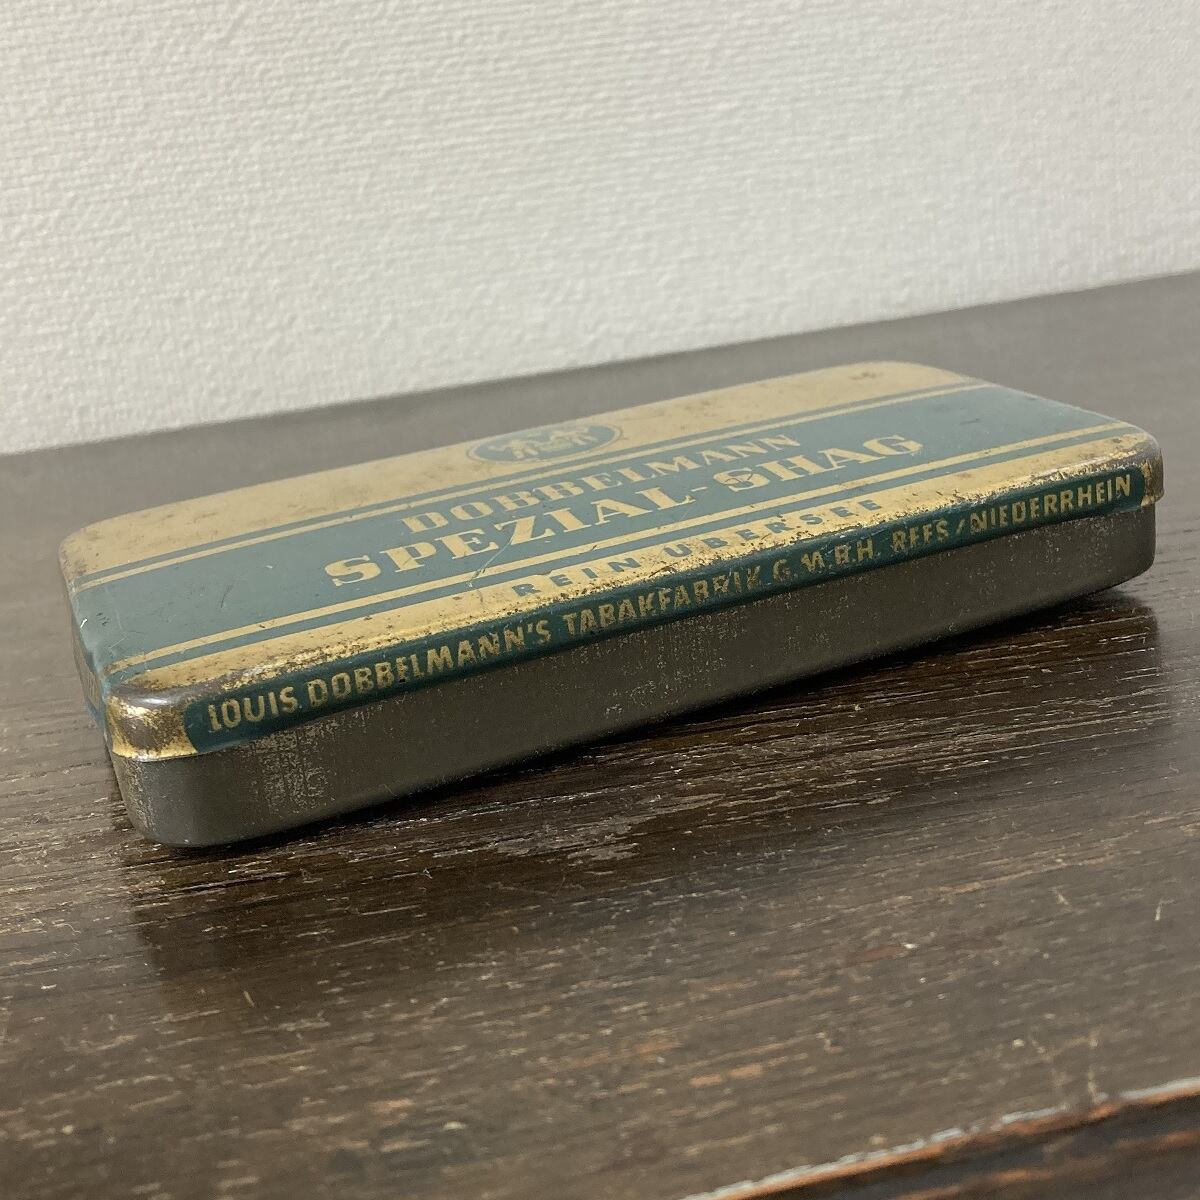 DOBBELMANN
SPEZIAL-SHAG
REIN ÜBERSEE
LOUIS DOBBELMANN'S TABAKFABRIK G.M.B.H. REES/NIEDERRHEIN